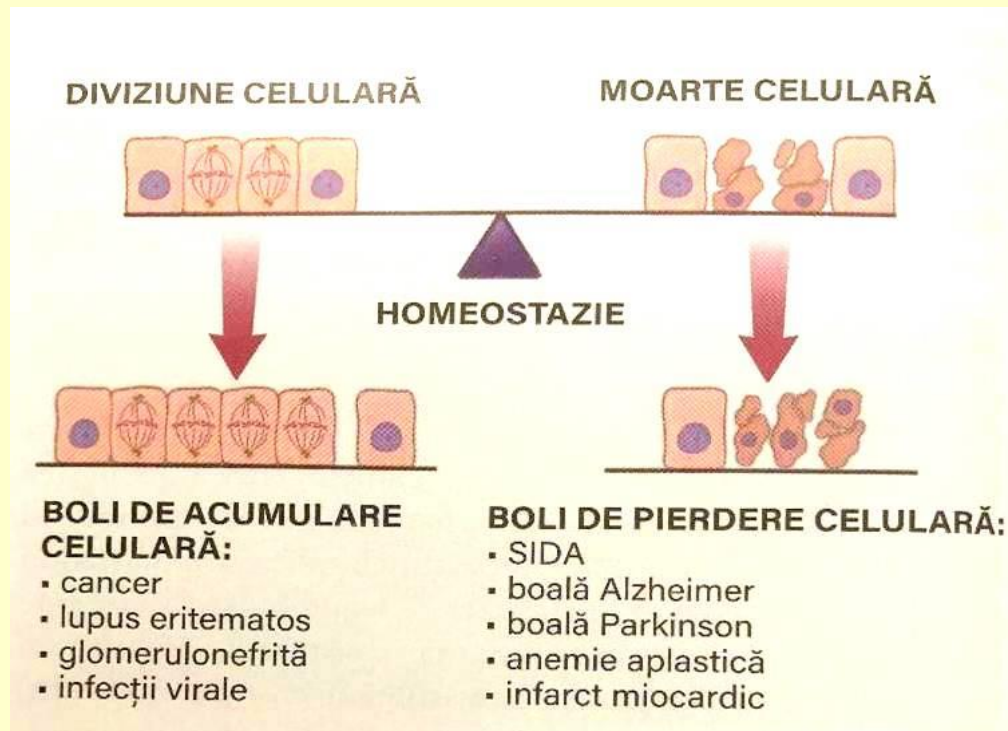 DIVIZIUNE CELULARĂ
MOARTE CELULARĂ
HOMEOSTAZIE
BOLI DE ACUMULARE
CELULARĂ:
▪ cancer
▪ lupus eritematos
▪ glomerulonefrită
▪ infecții virale
BOLI DE PIERDERE CELULARĂ:
▪ SIDA
▪ boală Alzheimer
▪ boală Parkinson
▪ anemie aplastică
▪ infarct miocardic